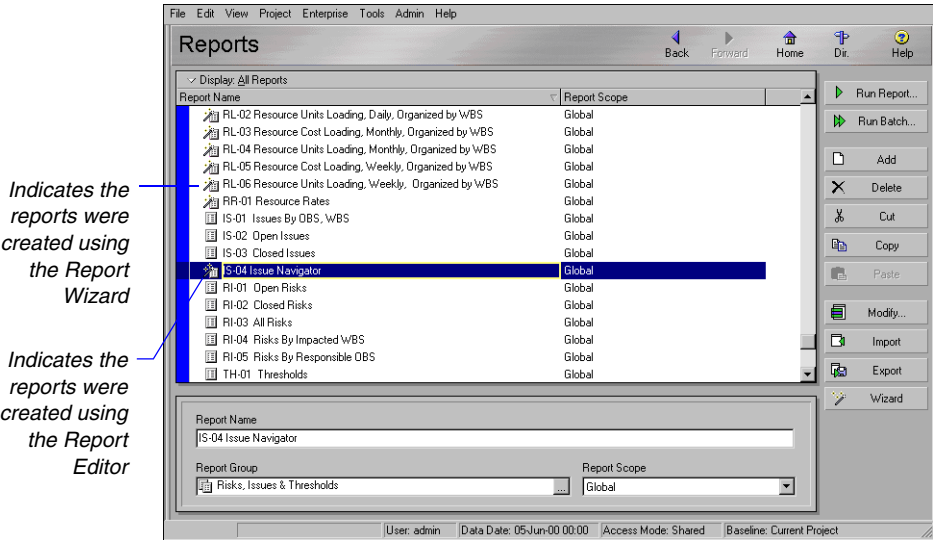 File Edit View Project Enterprise Tools Admin Help
Reports
Back Forward Home Dir. Help
Display: All Reports
Report Name Report Scope
RL-02 Resource Units Loading, Daily, Organized by WBS Global
RL-03 Resource Cost Loading, Monthly, Organized by WBS Global
RL-04 Resource Units Loading, Monthly, Organized by WBS Global
RL-05 Resource Cost Loading, Weekly, Organized by WBS Global
RL-06 Resource Units Loading, Weekly, Organized by WBS Global
RR-01 Resource Rates Global
IS-01 Issues By OBS, WBS Global
IS-02 Open Issues Global
IS-03 Closed Issues Global
IS-04 Issue Navigator Global
RI-01 Open Risks Global
RI-02 Closed Risks Global
RI-03 All Risks Global
RI-04 Risks By Impacted WBS Global
RI-05 Risks By Responsible OBS Global
TH-01 Thresholds Global
Run Report...
Run Batch...
Add
Delete
Cut
Copy
Paste
Modify...
Import
Export
Wizard
Indicates the
reports were
created using
the Report
Wizard
Indicates the
reports were
created using
the Report
Editor
Report Name
IS-04 Issue Navigator
Report Group Report Scope
Risks, Issues & Thresholds ... Global
User: admin Data Date: 05-Jun-00 00:00 Access Mode: Shared Baseline: Current Project